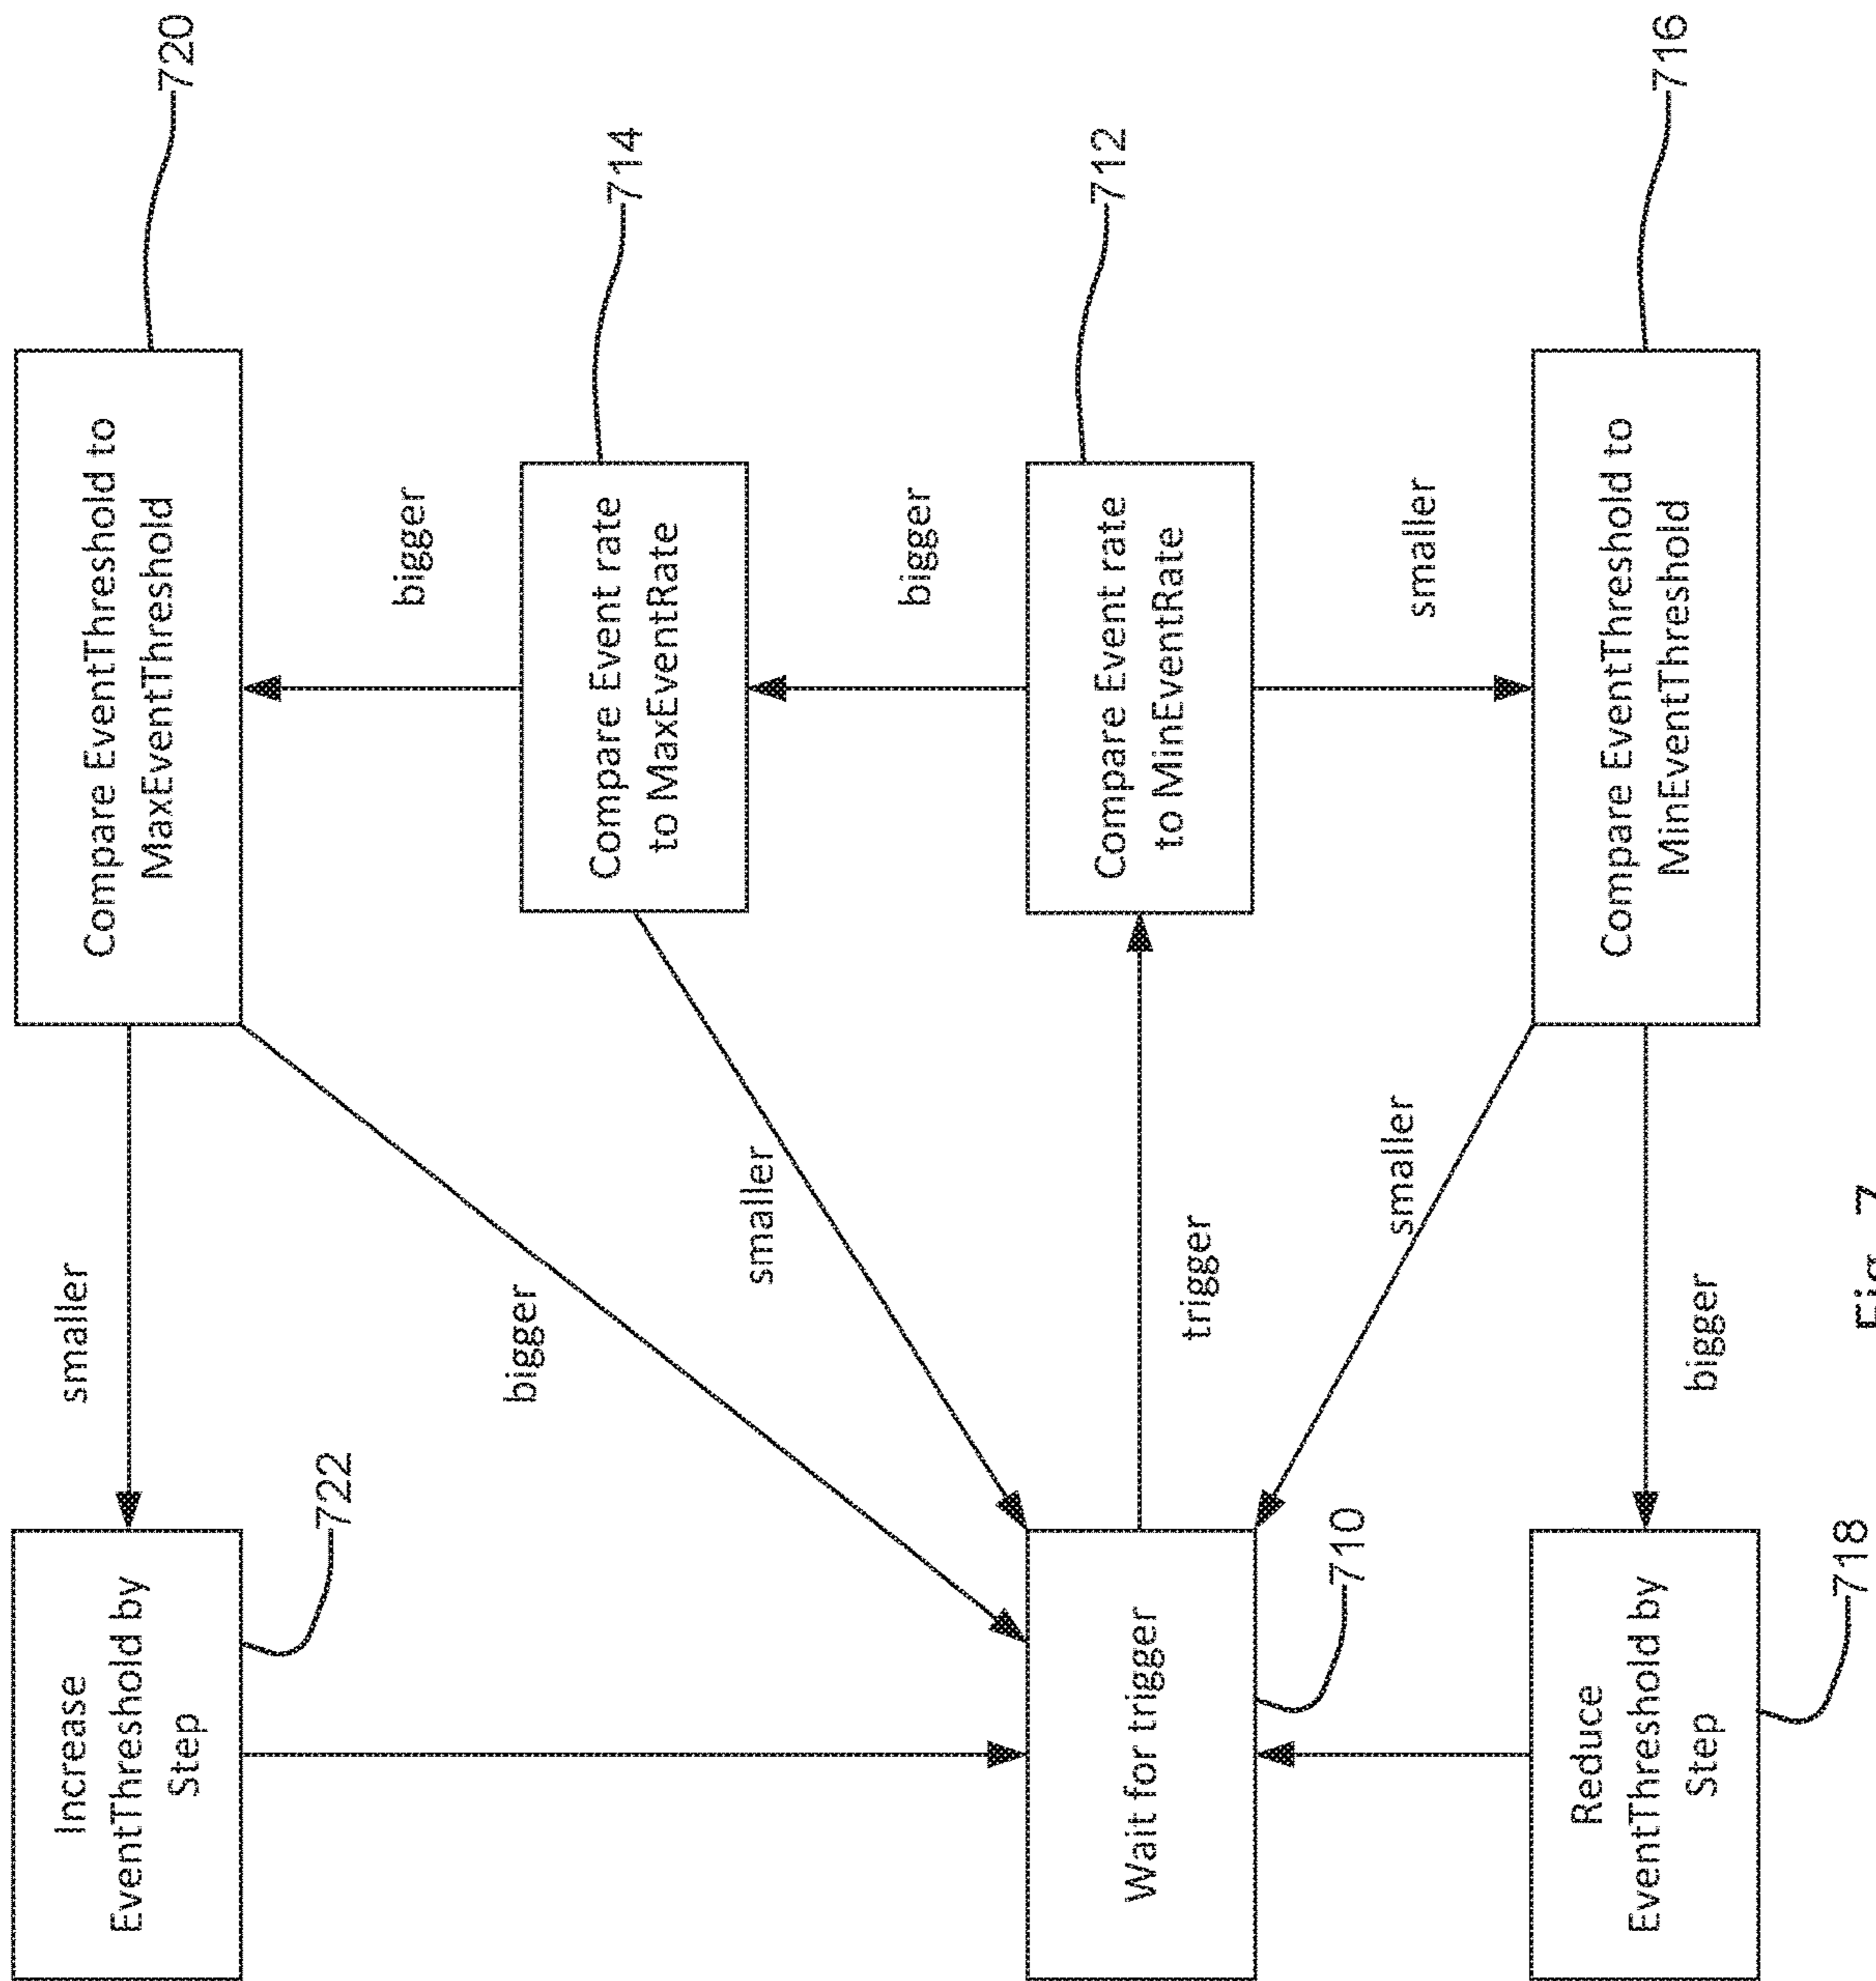 Increase
EventThreshold by
Step
722
smaller
Compare EventThreshold to
MaxEventThreshold
720
bigger
bigger
Compare Event rate
to MaxEventRate
714
smaller
bigger
Wait for trigger
710
trigger
Compare Event rate
to MinEventRate
712
smaller
smaller
Reduce
EventThreshold by
Step
718
bigger
Compare EventThreshold to
MinEventThreshold
716
Fig. 7